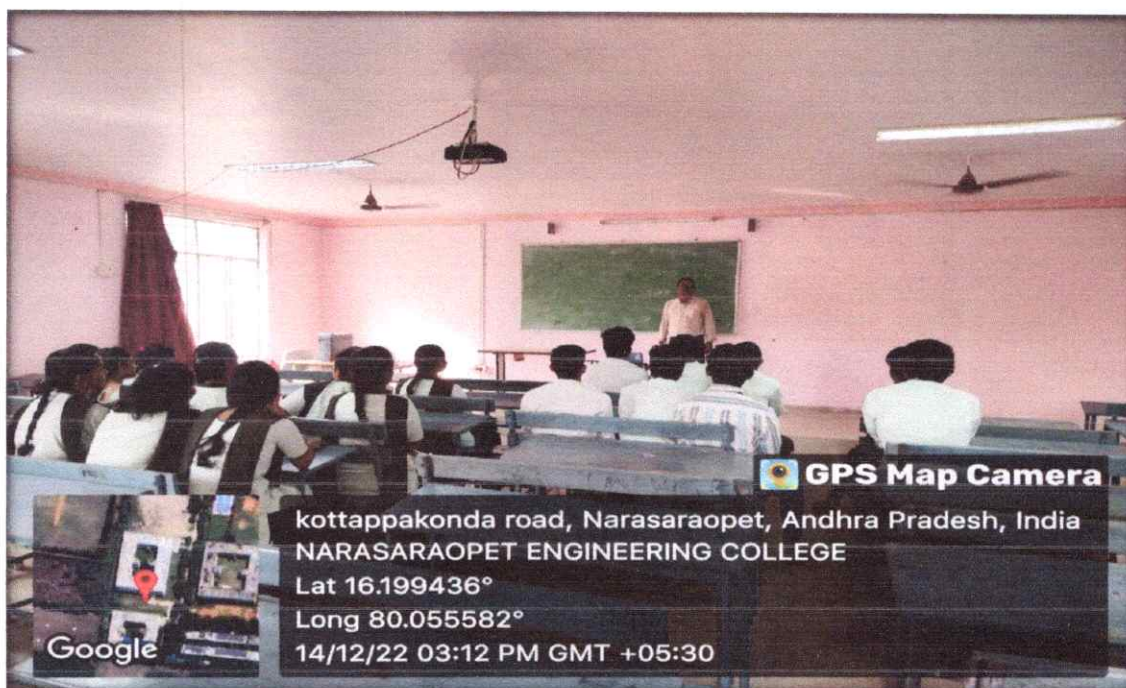 GPS Map Camera
kottappakonda road, Narasaraopet, Andhra Pradesh, India
NARASARAOPET ENGINEERING COLLEGE
Lat 16.199436°
Long 80.055582°
14/12/22 03:12 PM GMT +05:30
Google